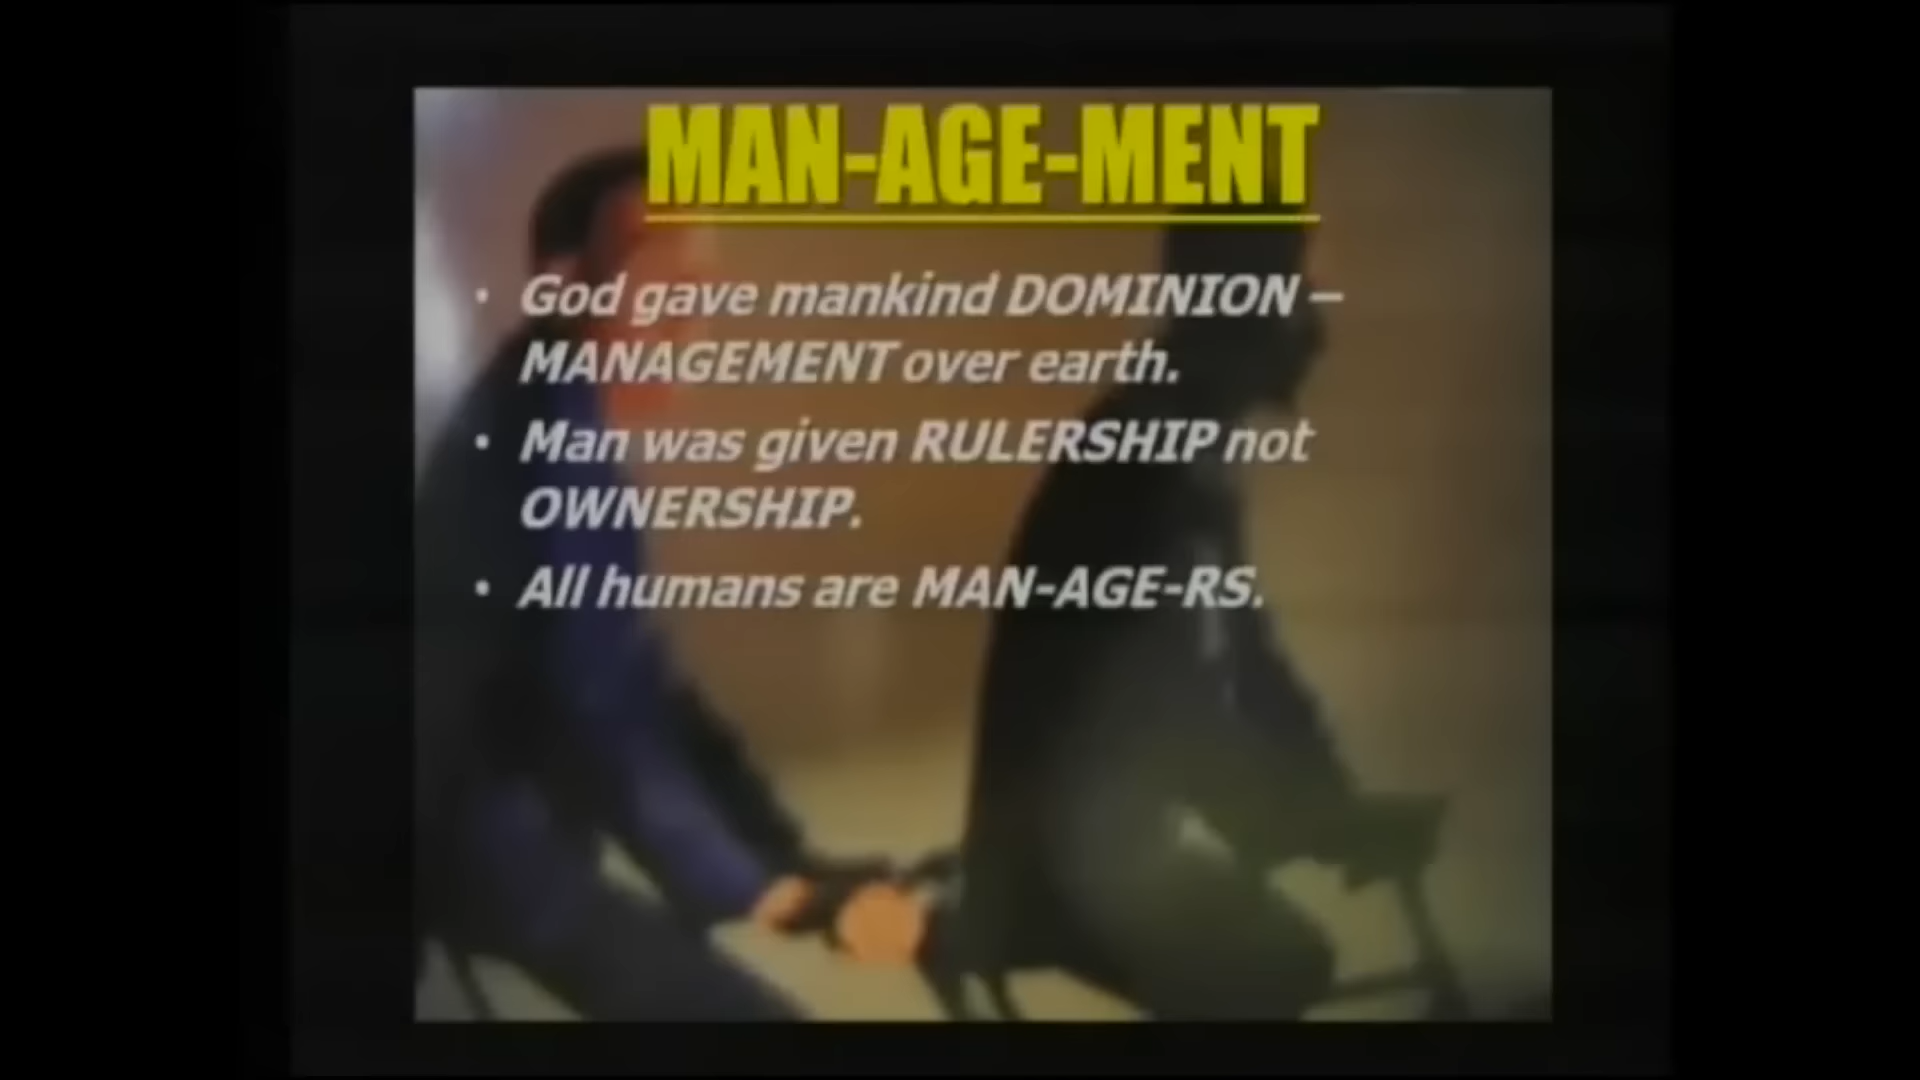 MAN-AGE-MENT
• God gave mankind DOMINION –
MANAGEMENT over earth.
• Man was given RULERSHIP not
OWNERSHIP.
• All humans are MAN-AGE-RS.